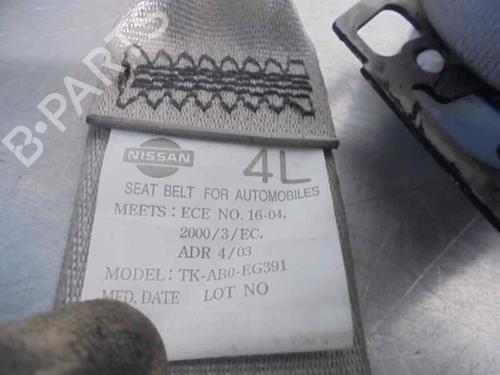 B-PARTS
NISSAN
4L
SEAT BELT FOR AUTOMOBILES
MEETS: ECE NO. 16-04,
2000/3/EC.
ADR 4/03
MODEL: TK-AB0-EG391
MFD. DATE LOT NO